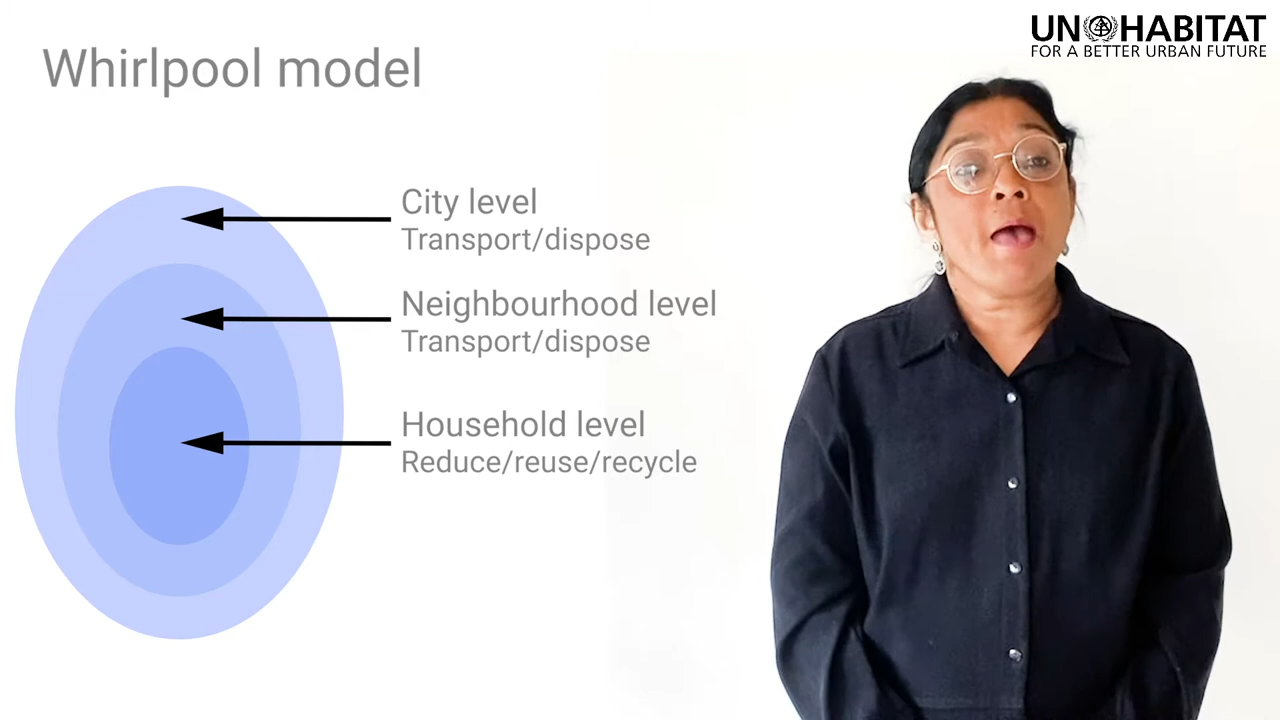 Whirlpool model
UN HABITAT
FOR A BETTER URBAN FUTURE
City level
Transport/dispose
Neighbourhood level
Transport/dispose
Household level
Reduce/reuse/recycle